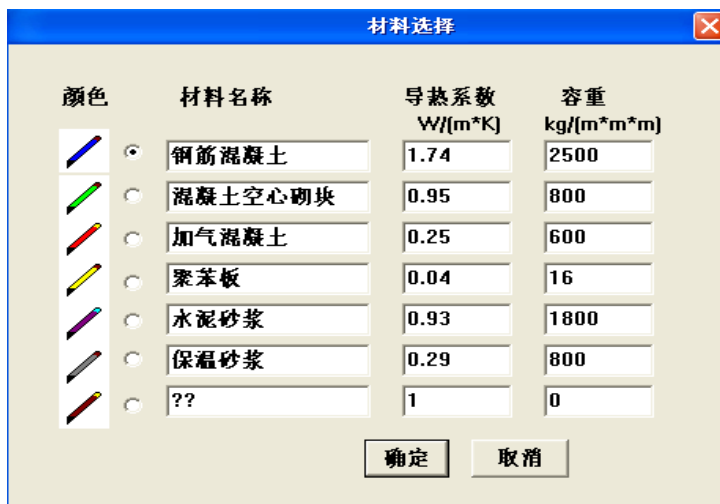 材料选择
颜色 材料名称 导热系数 容重
W/(m*K) kg/(m*m*m)
钢筋混凝土 1.74 2500
混凝土空心砌块 0.95 800
加气混凝土 0.25 600
聚苯板 0.04 16
水泥砂浆 0.93 1800
保温砂浆 0.29 800
?? 1 0
确定 取消